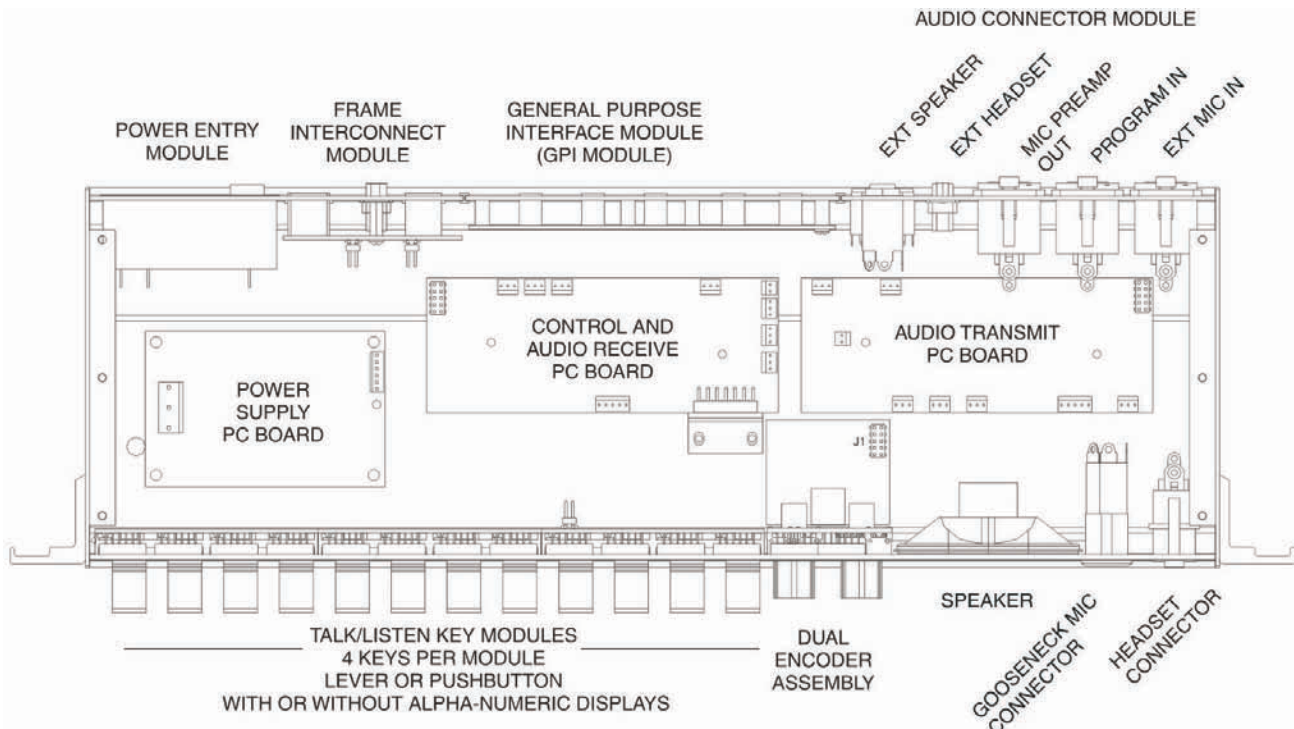 AUDIO CONNECTOR MODULE
POWER ENTRY
MODULE
FRAME
INTERCONNECT
MODULE
GENERAL PURPOSE
INTERFACE MODULE
(GPI MODULE)
EXT SPEAKER
EXT HEADSET
MIC PREAMP
OUT
PROGRAM IN
EXT MIC IN
CONTROL AND
AUDIO RECEIVE
PC BOARD
AUDIO TRANSMIT
PC BOARD
POWER
SUPPLY
PC BOARD
J1
TALK/LISTEN KEY MODULES
4 KEYS PER MODULE
LEVER OR PUSHBUTTON
WITH OR WITHOUT ALPHA-NUMERIC DISPLAYS
DUAL
ENCODER
ASSEMBLY
SPEAKER
GOOSENECK MIC
CONNECTOR
HEADSET
CONNECTOR